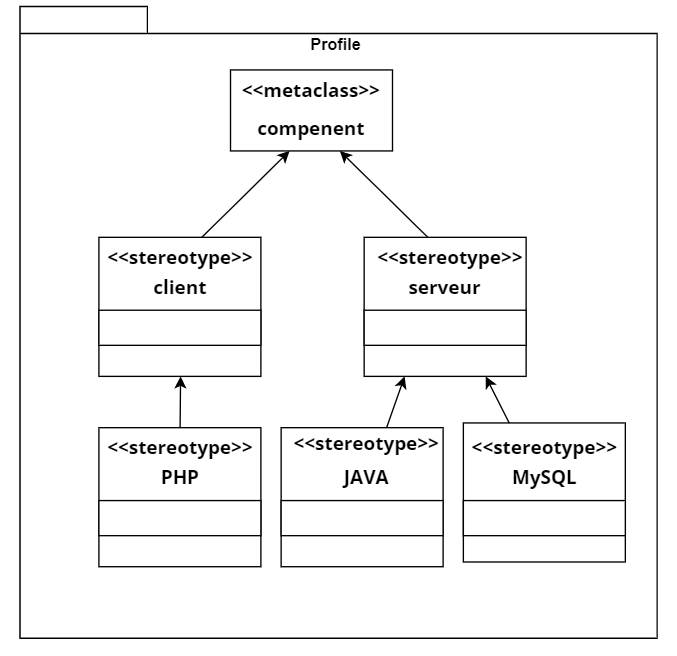 Profile
<<metaclass>>
compenent
<<stereotype>>
client
<<stereotype>>
serveur
<<stereotype>>
PHP
<<stereotype>>
JAVA
<<stereotype>>
MySQL